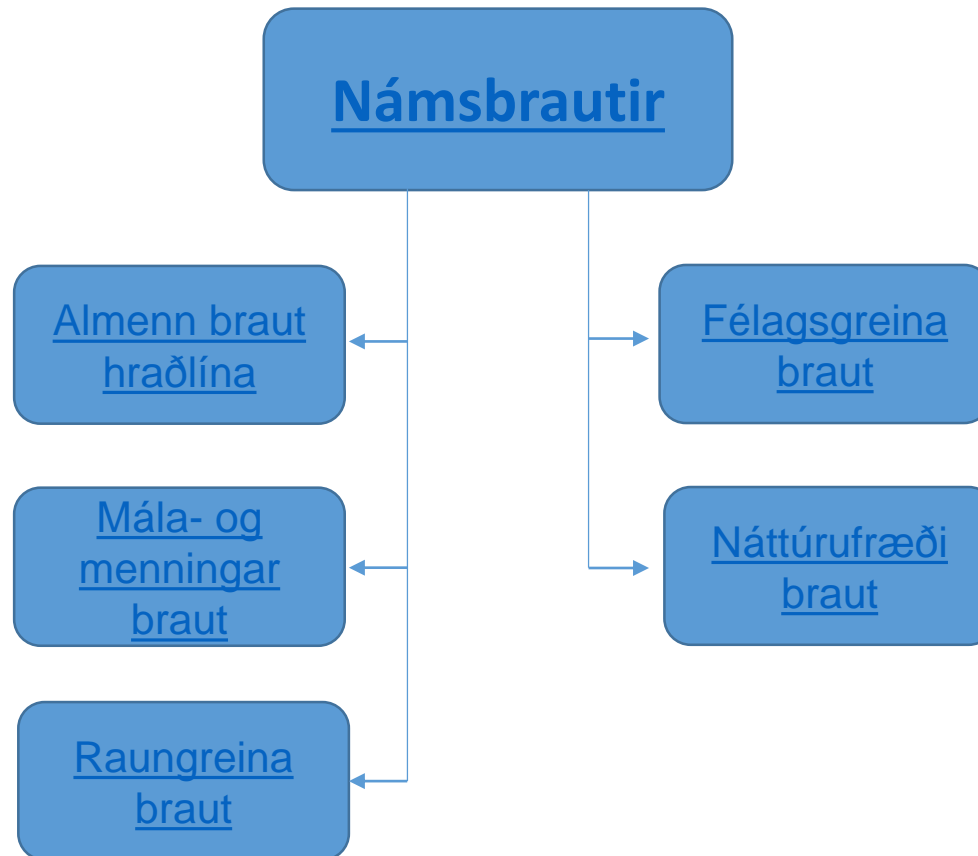 Námsbrautir
Almenn braut
hraðlína
Félagsgreina
braut
Mála- og
menningar
braut
Náttúrufræði
braut
Raungreina
braut